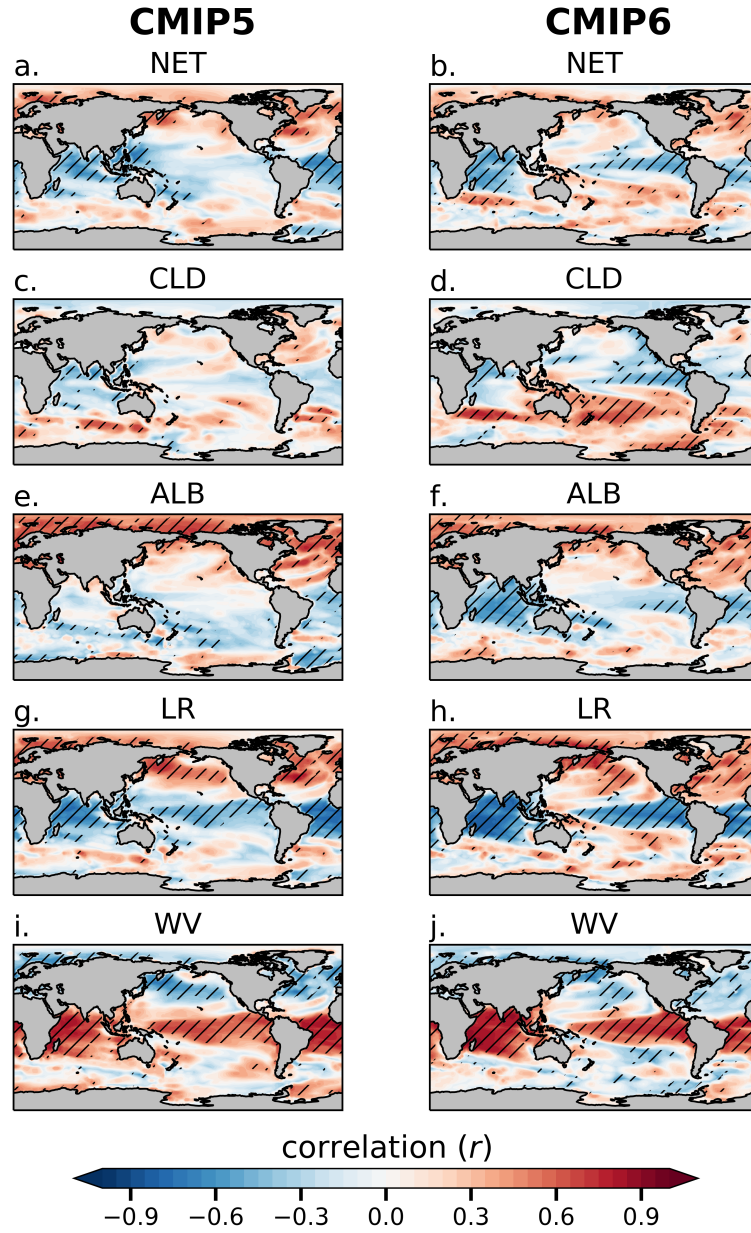 CMIP5 CMIP6
a. NET b. NET
c. CLD d. CLD
e. ALB f. ALB
g. LR h. LR
i. WV j. WV
correlation (r)
−0.9 −0.6 −0.3 0.0 0.3 0.6 0.9